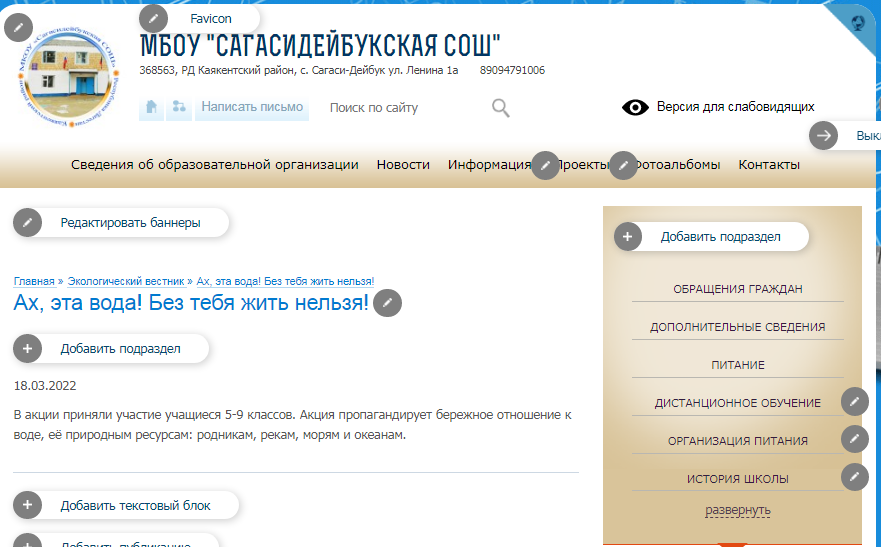 Favicon
МБОУ "САГАСИДЕЙБУКСКАЯ СОШ"
368563, РД Каякентский район, с. Сагаси-Дейбук ул. Ленина 1а 89094791006
Написать письмо Поиск по сайту Версия для слабовидящих
Выкл
Сведения об образовательной организации Новости Информация Проекты Фотоальбомы Контакты
Редактировать баннеры
Главная » Экологический вестник » Ах, эта вода! Без тебя жить нельзя!
Ах, эта вода! Без тебя жить нельзя!
Добавить подраздел
18.03.2022
В акции приняли участие учащиеся 5-9 классов. Акция пропагандирует бережное отношение к
воде, её природным ресурсам: родникам, рекам, морям и океанам.
Добавить текстовый блок
Добавить публикацию
Добавить подраздел
ОБРАЩЕНИЯ ГРАЖДАН
ДОПОЛНИТЕЛЬНЫЕ СВЕДЕНИЯ
ПИТАНИЕ
ДИСТАНЦИОННОЕ ОБУЧЕНИЕ
ОРГАНИЗАЦИЯ ПИТАНИЯ
ИСТОРИЯ ШКОЛЫ
развернуть